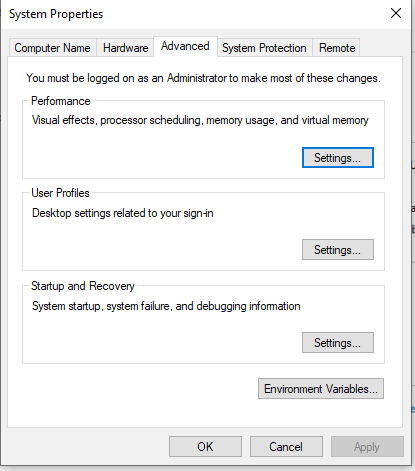 System Properties
Computer Name Hardware Advanced System Protection Remote
You must be logged on as an Administrator to make most of these changes.
Performance
Visual effects, processor scheduling, memory usage, and virtual memory
Settings...
User Profiles
Desktop settings related to your sign-in
Settings...
Startup and Recovery
System startup, system failure, and debugging information
Settings...
Environment Variables...
OK Cancel Apply